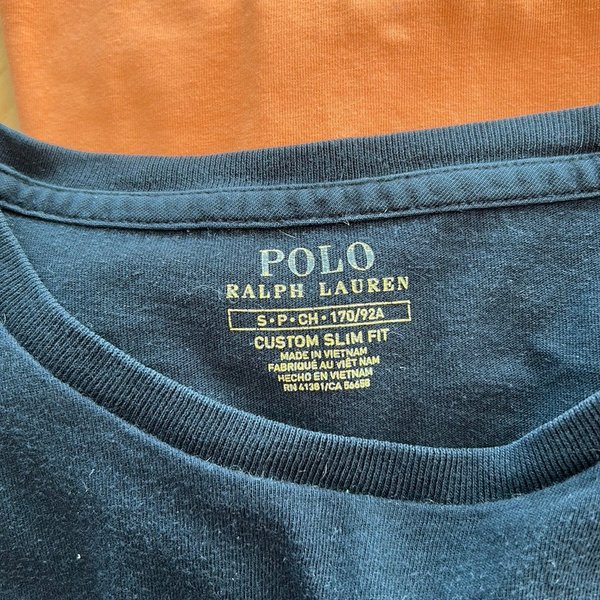 POLO
RALPH LAUREN
S•P•CH•170/92A
CUSTOM SLIM FIT
MADE IN VIETNAM
FABRIQUÉ AU VIÊT NAM
HECHO EN VIETNAM
RN 41381/CA 56658